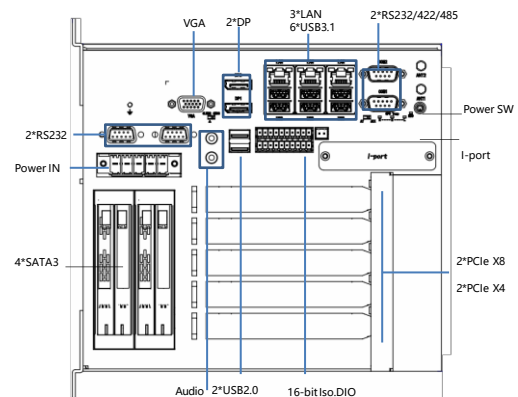 VGA
2*DP
3*LAN
6*USB3.1
2*RS232/422/485
Power SW
2*RS232
Power IN
I-port
I-port
4*SATA3
2*PCIe X8
2*PCIe X4
Audio
2*USB2.0
16-bit Iso.DIO